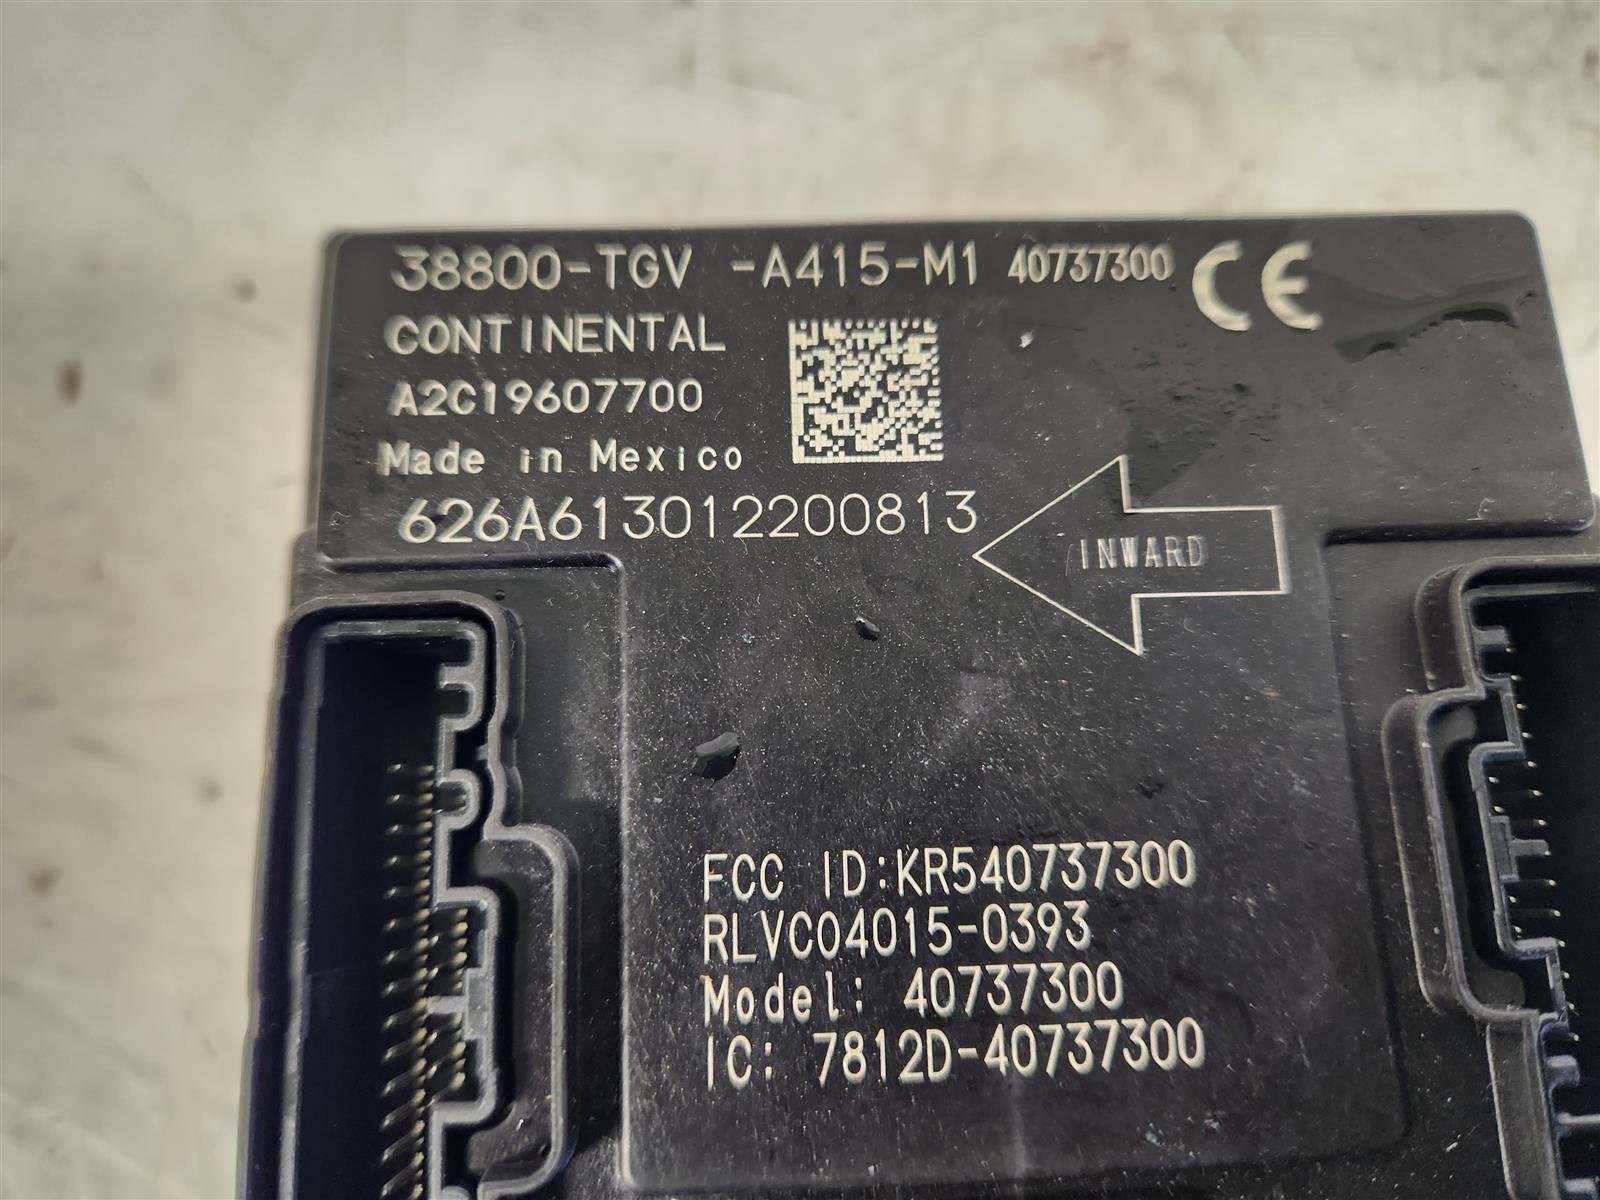 38800-TGV -A415-M1 40737300 CE
CONTINENTAL
A2C19607700
Made in Mexico
626A613012200813
INWARD
FCC ID:KR540737300
RLVC04015-0393
Model: 40737300
IC: 7812D-40737300